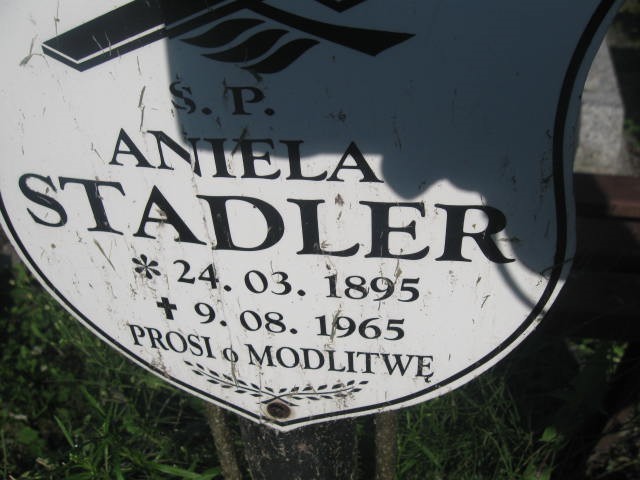 Ś. P.
ANIELA
STADLER
* 24. 03. 1895
✝ 9. 08. 1965
PROSI o MODLITWĘ